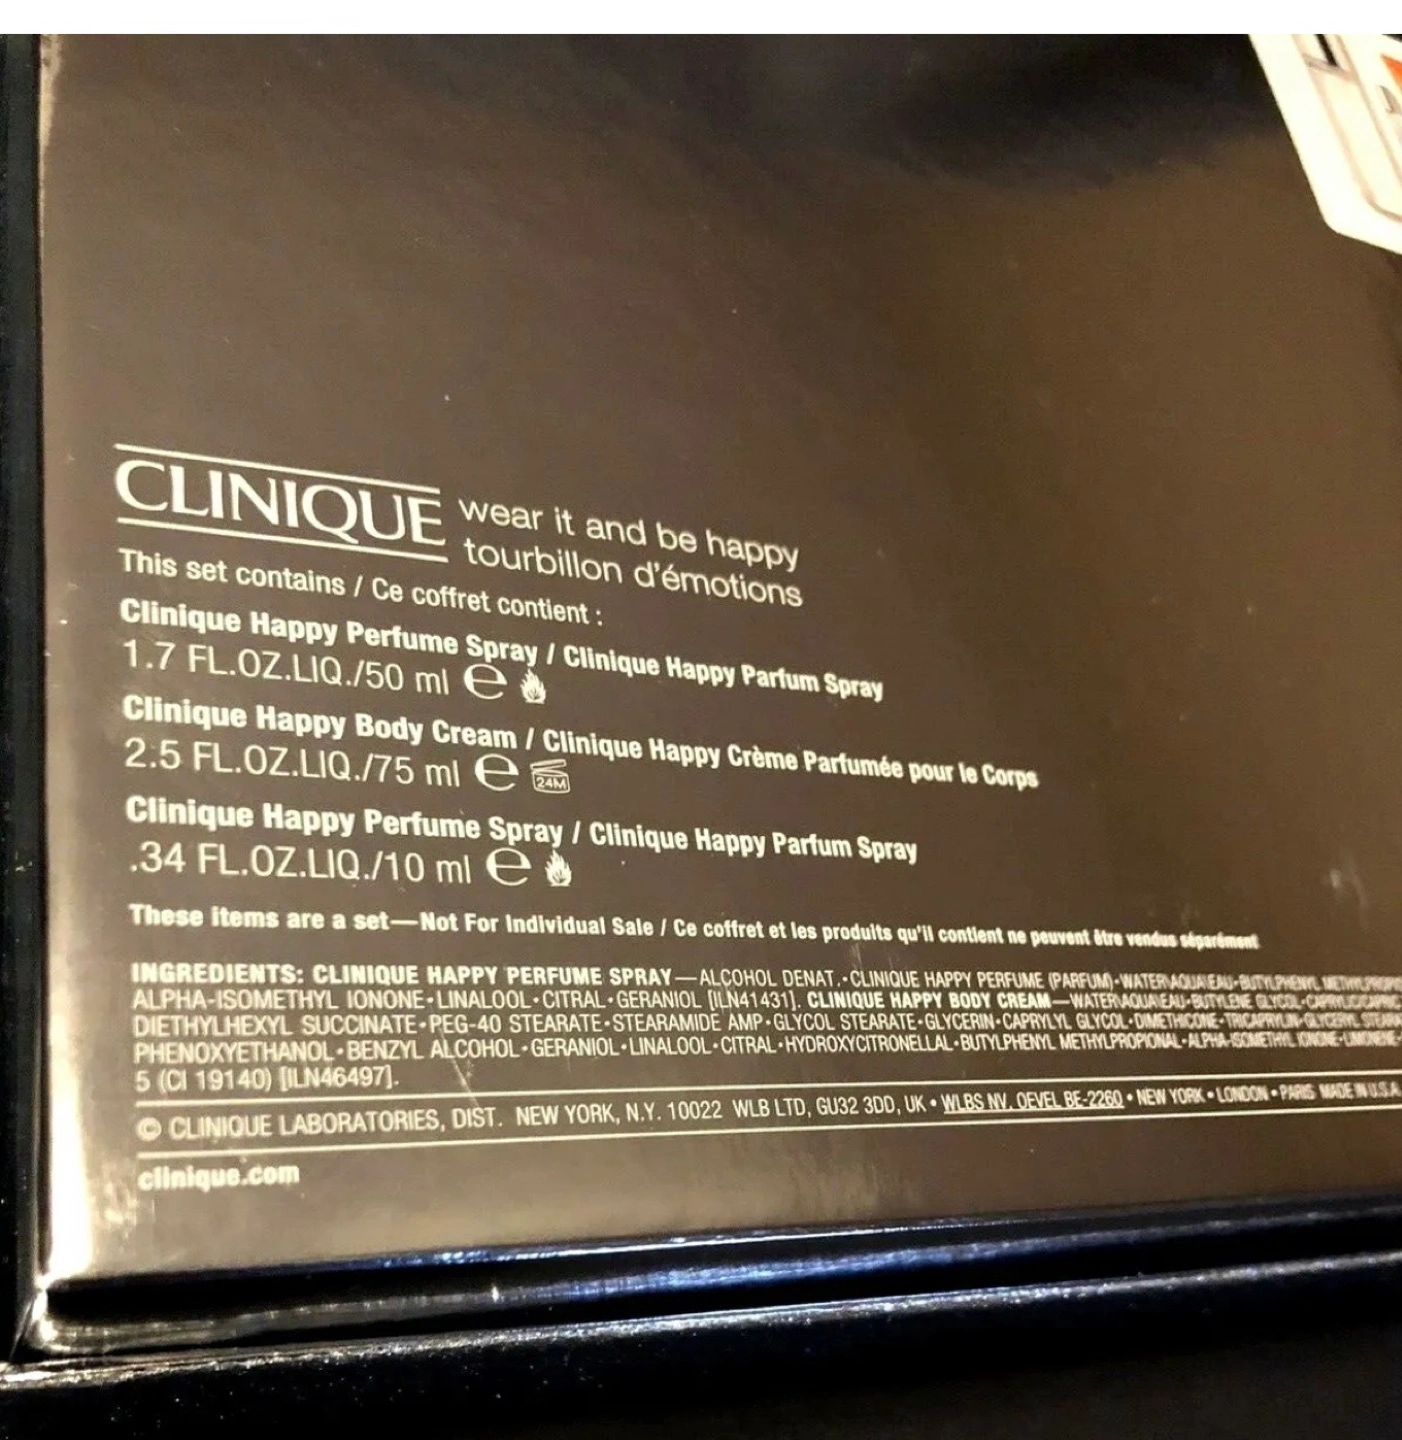 CLINIQUE wear it and be happy
tourbillon d'émotions
This set contains / Ce coffret contient :
Clinique Happy Perfume Spray / Clinique Happy Parfum Spray
1.7 FL.OZ.LIQ./50 ml e
Clinique Happy Body Cream / Clinique Happy Crème Parfumée pour le Corps
2.5 FL.OZ.LIQ./75 ml e 24M
Clinique Happy Perfume Spray / Clinique Happy Parfum Spray
.34 FL.OZ.LIQ./10 ml e
These items are a set—Not For Individual Sale / Ce coffret et les produits qu'il contient ne peuvent être vendus séparément
INGREDIENTS: CLINIQUE HAPPY PERFUME SPRAY—ALCOHOL DENAT.•CLINIQUE HAPPY PERFUME (PARFUM)•WATER\AQUA\EAU•BUTYLPHENYL
ALPHA-ISOMETHYL IONONE•LINALOOL•CITRAL•GERANIOL [ILN41431]. CLINIQUE HAPPY BODY CREAM—WATER\AQUA\EAU•BUTYLENE GLYCOL•
DIETHYLHEXYL SUCCINATE•PEG-40 STEARATE•STEARAMIDE AMP•GLYCOL STEARATE•GLYCERIN•CAPRYLYL GLYCOL•DIMETHICONE•TRICAPRYLIN•GLYCERYL
PHENOXYETHANOL•BENZYL ALCOHOL•GERANIOL•LINALOOL•CITRAL•HYDROXYCITRONELLAL•BUTYLPHENYL METHYLPROPIONAL•ALPHA-ISOMETHYL IONONE•LIMONENE•
5 (CI 19140) [ILN46497].
© CLINIQUE LABORATORIES, DIST. NEW YORK, N.Y. 10022 WLB LTD, GU32 3DD, UK • WLBS NV. OEVEL BE-2260 • NEW YORK • LONDON • PARIS MADE IN U.S.A.
clinique.com